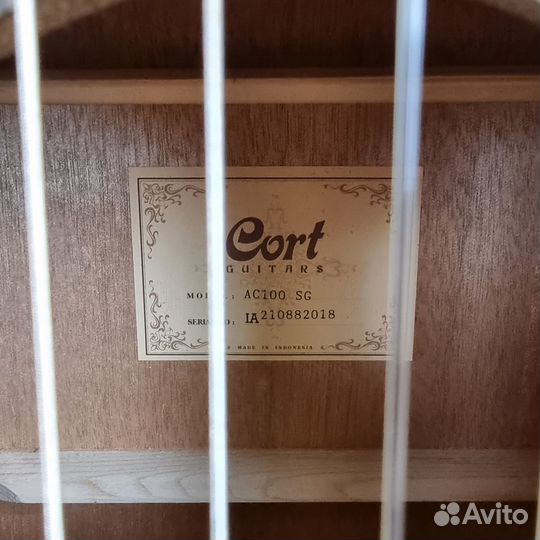 Cort
GUITARS
MODEL: AC100 SG
SERIAL NO: IA210882018
MADE IN INDONESIA
Avito